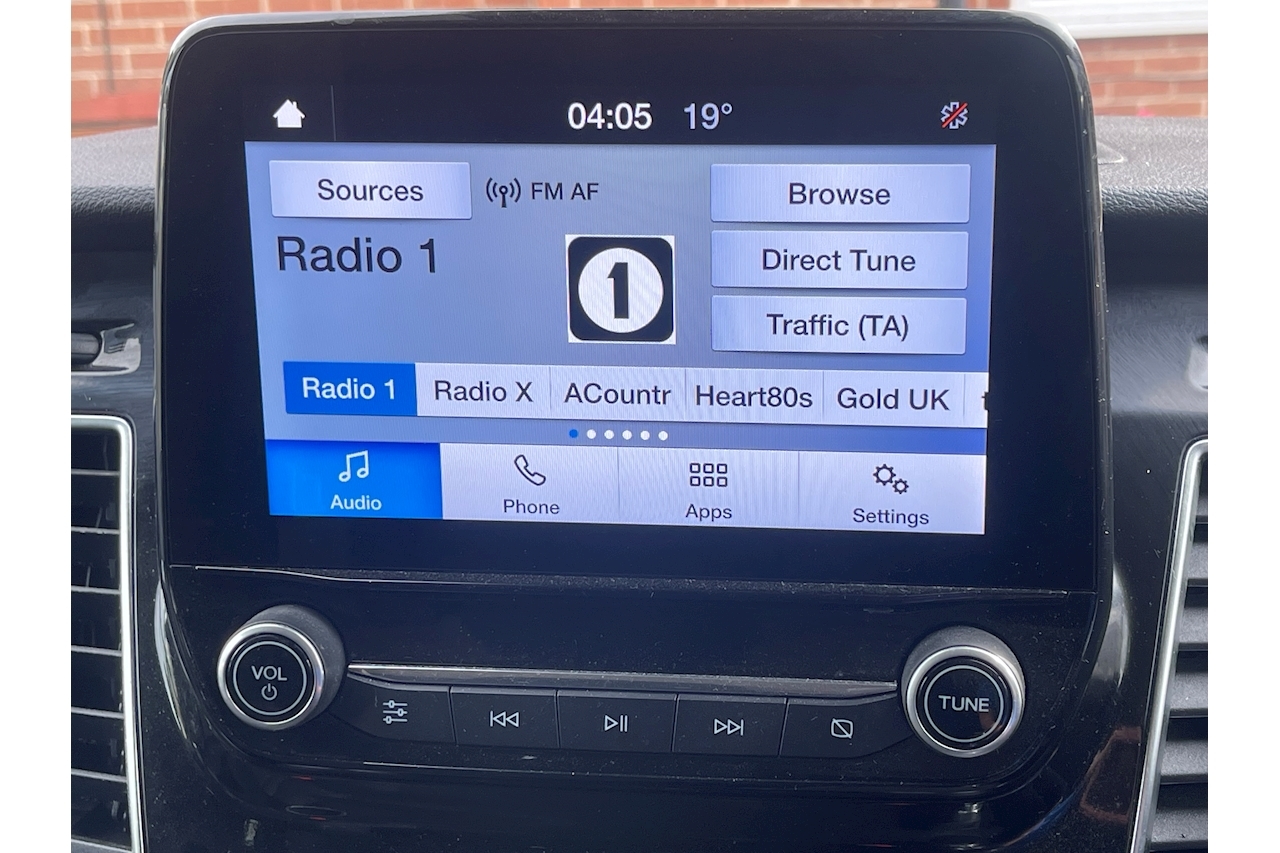 04:05 19°
Sources FM AF Browse
Radio 1
1
Direct Tune
Traffic (TA)
Radio 1 Radio X ACountr Heart80s Gold UK
Audio Phone Apps Settings
VOL
TUNE